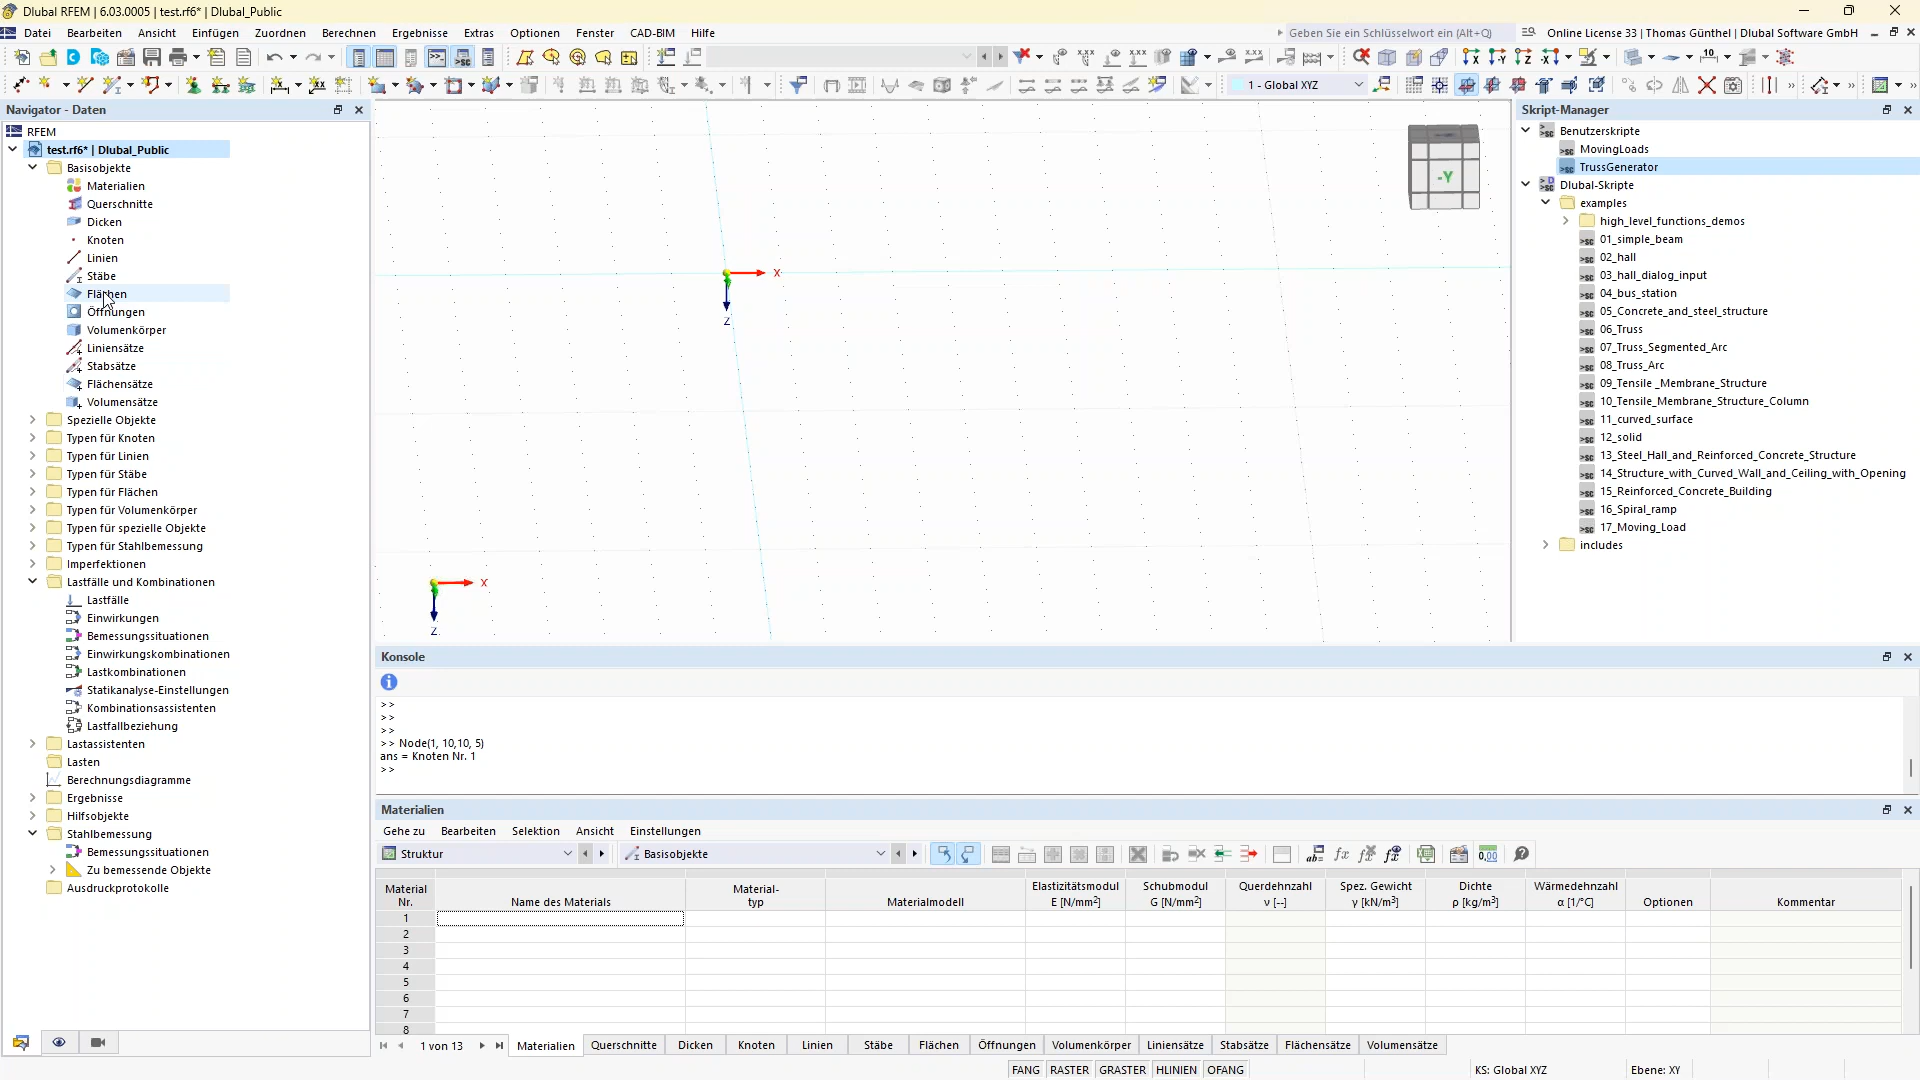 Dlubal RFEM | 6.03.0005 | test.rf6* | Dlubal_Public
Datei Bearbeiten Ansicht Einfügen Zuordnen Berechnen Ergebnisse Extras Optionen Fenster CAD-BIM Hilfe
Geben Sie ein Schlüsselwort ein (Alt+Q) Online License 33 | Thomas Günthel | Dlubal Software GmbH
1 - Global XYZ
Navigator - Daten
RFEM
test.rf6* | Dlubal_Public
Basisobjekte
Materialien
Querschnitte
Dicken
Knoten
Linien
Stäbe
Flächen
Öffnungen
Volumenkörper
Liniensätze
Stabsätze
Flächensätze
Volumensätze
Spezielle Objekte
Typen für Knoten
Typen für Linien
Typen für Stäbe
Typen für Flächen
Typen für Volumenkörper
Typen für spezielle Objekte
Typen für Stahlbemessung
Imperfektionen
Lastfälle und Kombinationen
Lastfälle
Einwirkungen
Bemessungssituationen
Einwirkungskombinationen
Lastkombinationen
Statikanalyse-Einstellungen
Kombinationsassistenten
Lastfallbeziehung
Lastassistenten
Lasten
Berechnungsdiagramme
Ergebnisse
Hilfsobjekte
Stahlbemessung
Bemessungssituationen
Zu bemessende Objekte
Ausdruckprotokolle
X
Z
-Y
X
Z
Skript-Manager
Benutzerskripte
MovingLoads
TrussGenerator
Dlubal-Skripte
examples
high_level_functions_demos
01_simple_beam
02_hall
03_hall_dialog_input
04_bus_station
05_Concrete_and_steel_structure
06_Truss
07_Truss_Segmented_Arc
08_Truss_Arc
09_Tensile _Membrane_Structure
10_Tensile_Membrane_Structure_Column
11_curved_surface
12_solid
13_Steel_Hall_and_Reinforced_Concrete_Structure
14_Structure_with_Curved_Wall_and_Ceiling_with_Opening
15_Reinforced_Concrete_Building
16_Spiral_ramp
17_Moving_Load
includes
Konsole
>>
>>
>>
>> Node(1, 10,10, 5)
ans = Knoten Nr. 1
>>
Materialien
Gehe zu Bearbeiten Selektion Ansicht Einstellungen
Struktur Basisobjekte
Material Nr. Name des Materials Material-typ Materialmodell Elastizitätsmodul E [N/mm²] Schubmodul G [N/mm²] Querdehnzahl ν [--] Spez. Gewicht γ [kN/m³] Dichte ρ [kg/m³] Wärmedehnzahl α [1/°C] Optionen Kommentar
1
2
3
4
5
6
7
8
1 von 13 Materialien Querschnitte Dicken Knoten Linien Stäbe Flächen Öffnungen Volumenkörper Liniensätze Stabsätze Flächensätze Volumensätze
FANG RASTER GRASTER HLINIEN OFANG KS: Global XYZ Ebene: XY